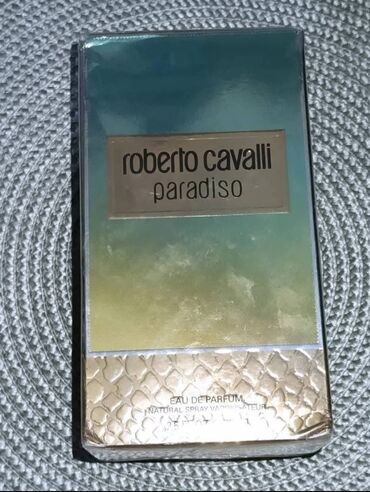 roberto cavalli
paradiso
EAU DE PARFUM
NATURAL SPRAY VAPORISATEUR